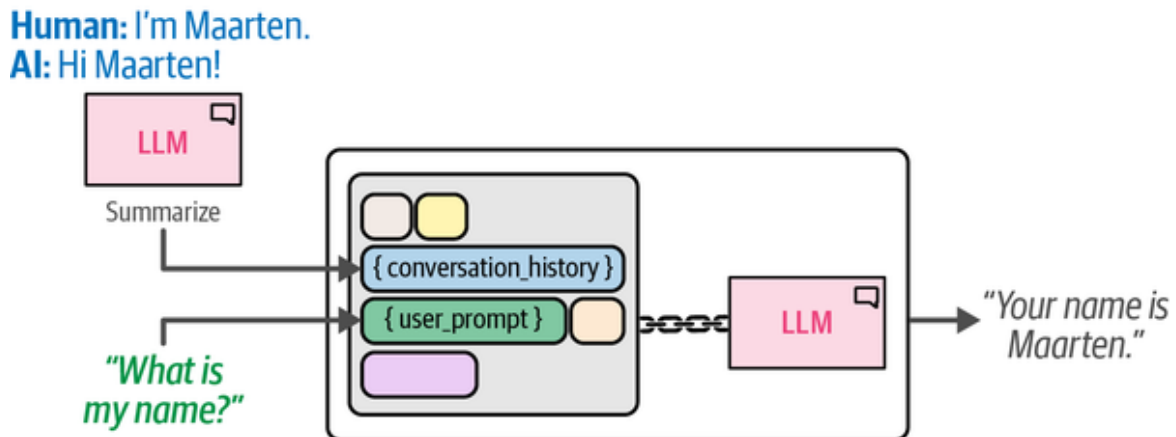 Human: I'm Maarten.
AI: Hi Maarten!
LLM
Summarize
{ conversation_history }
{ user_prompt }
"What is
my name?"
LLM
"Your name is
Maarten."